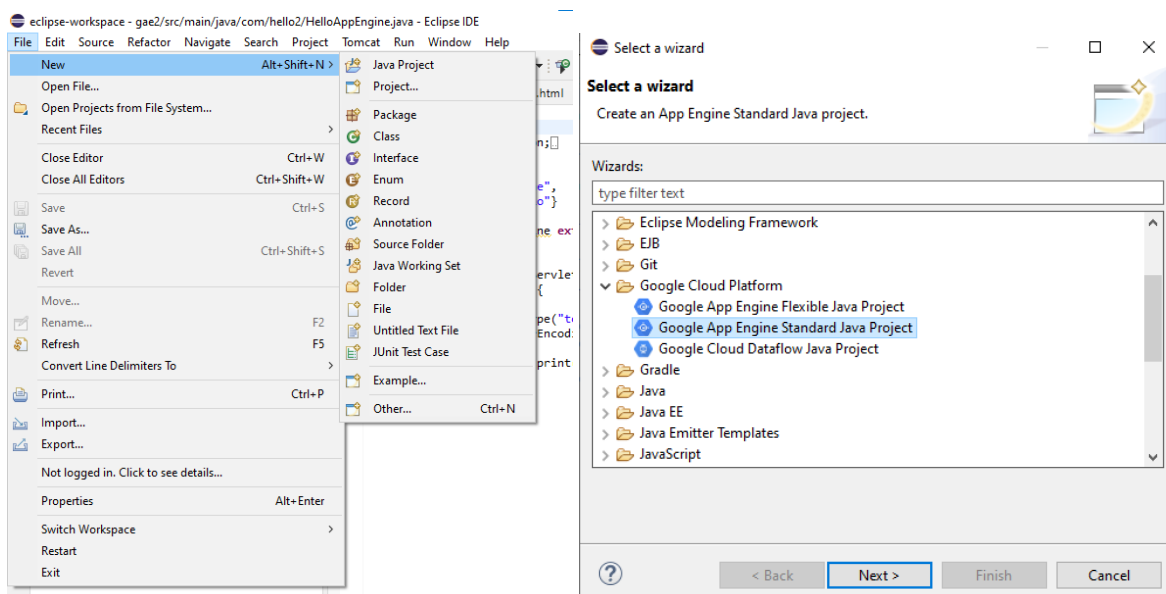 eclipse-workspace - gae2/src/main/java/com/hello2/HelloAppEngine.java - Eclipse IDE
File Edit Source Refactor Navigate Search Project Tomcat Run Window Help
New Alt+Shift+N >
Open File...
Open Projects from File System...
Recent Files >
Close Editor Ctrl+W
Close All Editors Ctrl+Shift+W
Save Ctrl+S
Save As...
Save All Ctrl+Shift+S
Revert
Move...
Rename... F2
Refresh F5
Convert Line Delimiters To >
Print... Ctrl+P
Import...
Export...
Not logged in. Click to see details...
Properties Alt+Enter
Switch Workspace >
Restart
Exit
Java Project
Project...
Package
Class
Interface
Enum
Record
Annotation
Source Folder
Java Working Set
Folder
File
Untitled Text File
JUnit Test Case
Example...
Other... Ctrl+N
.html
n;
e",
o"}
ne ex
ervle
{
pe("t
Encod
print
Select a wizard
Select a wizard
Create an App Engine Standard Java project.
Wizards:
type filter text
> Eclipse Modeling Framework
> EJB
> Git
Google Cloud Platform
Google App Engine Flexible Java Project
Google App Engine Standard Java Project
Google Cloud Dataflow Java Project
> Gradle
> Java
> Java EE
> Java Emitter Templates
> JavaScript
? < Back Next > Finish Cancel